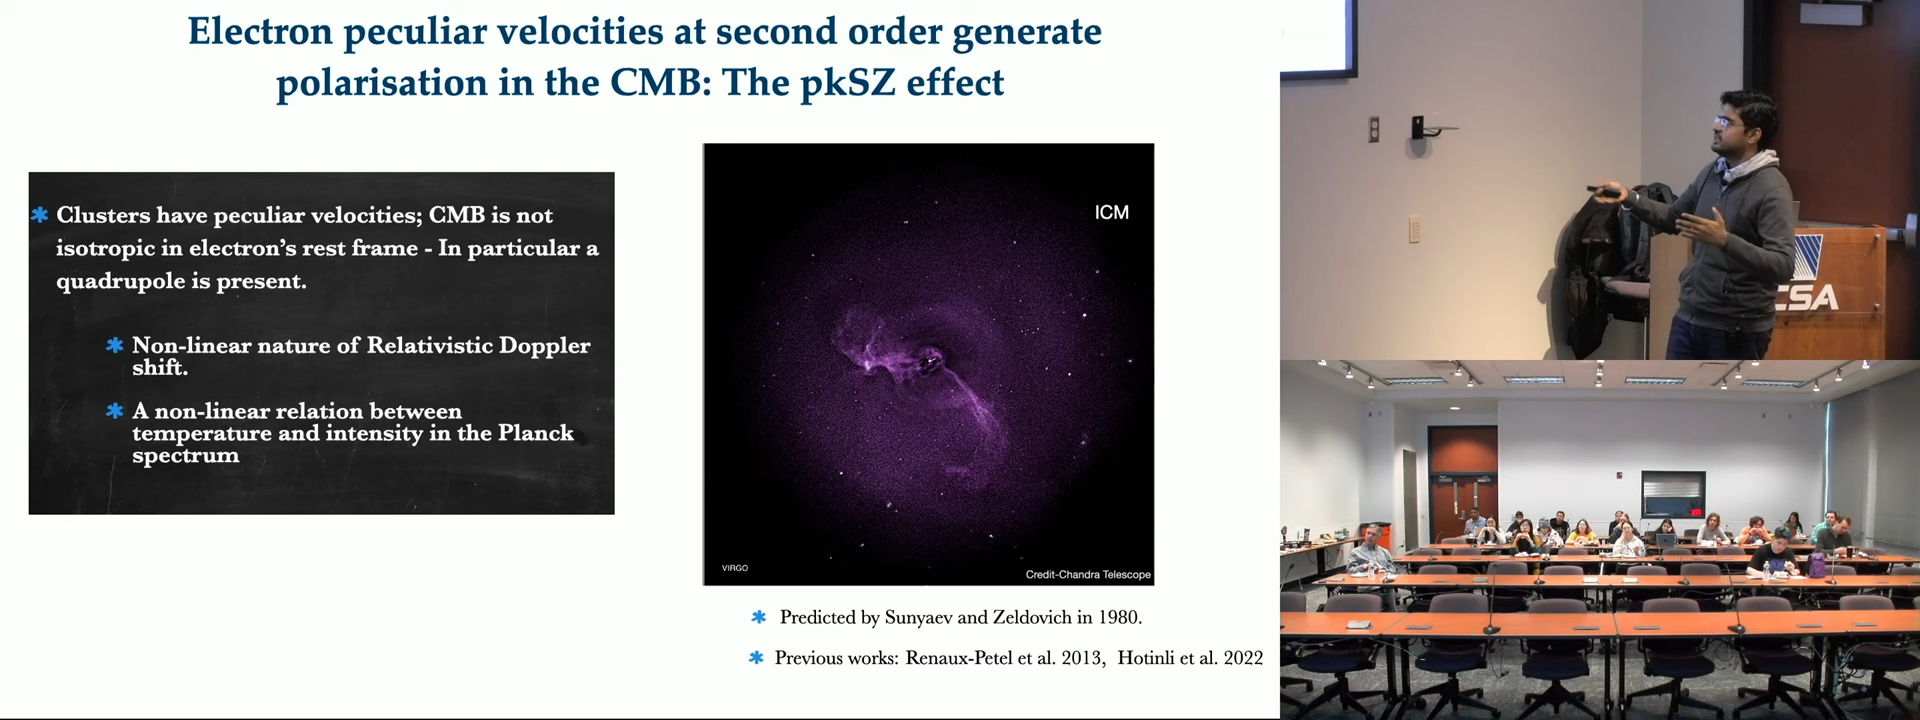 Electron peculiar velocities at second order generate
polarisation in the CMB: The pkSZ effect
* Clusters have peculiar velocities; CMB is not
isotropic in electron's rest frame - In particular a
quadrupole is present.
* Non-linear nature of Relativistic Doppler
shift.
* A non-linear relation between
temperature and intensity in the Planck
spectrum
ICM
VIRGO
Credit-Chandra Telescope
* Predicted by Sunyaev and Zeldovich in 1980.
* Previous works: Renaux-Petel et al. 2013, Hotinli et al. 2022
CSA